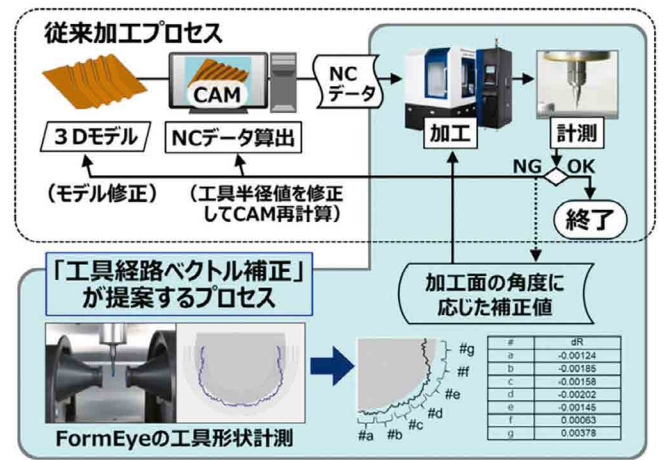 従来加工プロセス
CAM
NC
データ
3Dモデル
NCデータ算出
加工
計測
NG
OK
(モデル修正)
(工具半径値を修正
してCAM再計算)
終了
「工具経路ベクトル補正」
が提案するプロセス
加工面の角度に
応じた補正値
#g
#f
#e
#d
#c
#b
#a
# dR
a -0.00124
b -0.00185
c -0.00158
d -0.00202
e -0.00145
f 0.00063
g 0.00378
FormEyeの工具形状計測